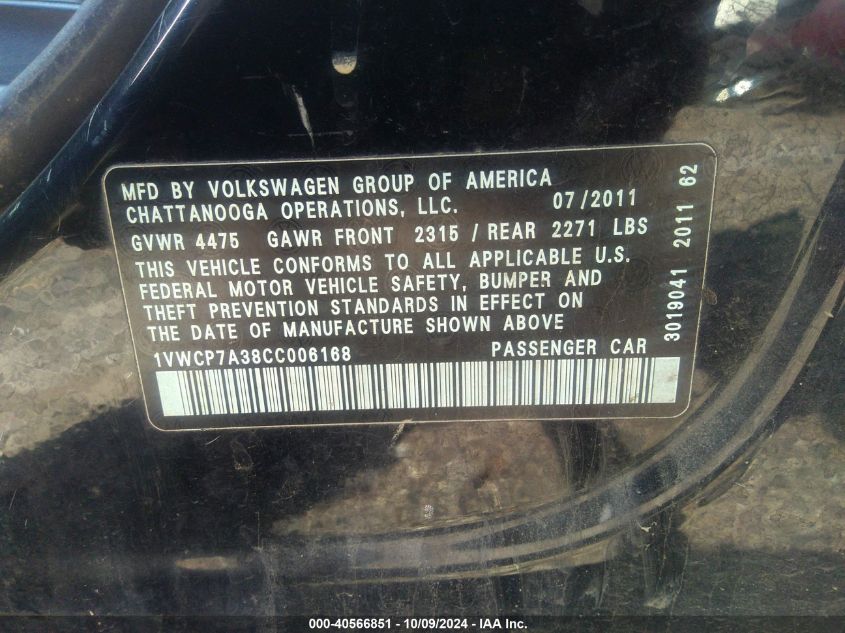 MFD BY VOLKSWAGEN GROUP OF AMERICA
CHATTANOOGA OPERATIONS, LLC. 07/2011
GVWR 4475 GAWR FRONT 2315 / REAR 2271 LBS
THIS VEHICLE CONFORMS TO ALL APPLICABLE U.S.
FEDERAL MOTOR VEHICLE SAFETY, BUMPER AND
THEFT PREVENTION STANDARDS IN EFFECT ON
THE DATE OF MANUFACTURE SHOWN ABOVE
1VWCP7A38CC006168 PASSENGER CAR
3019041 2011 62
000-40566851 - 10/09/2024 - IAA Inc.